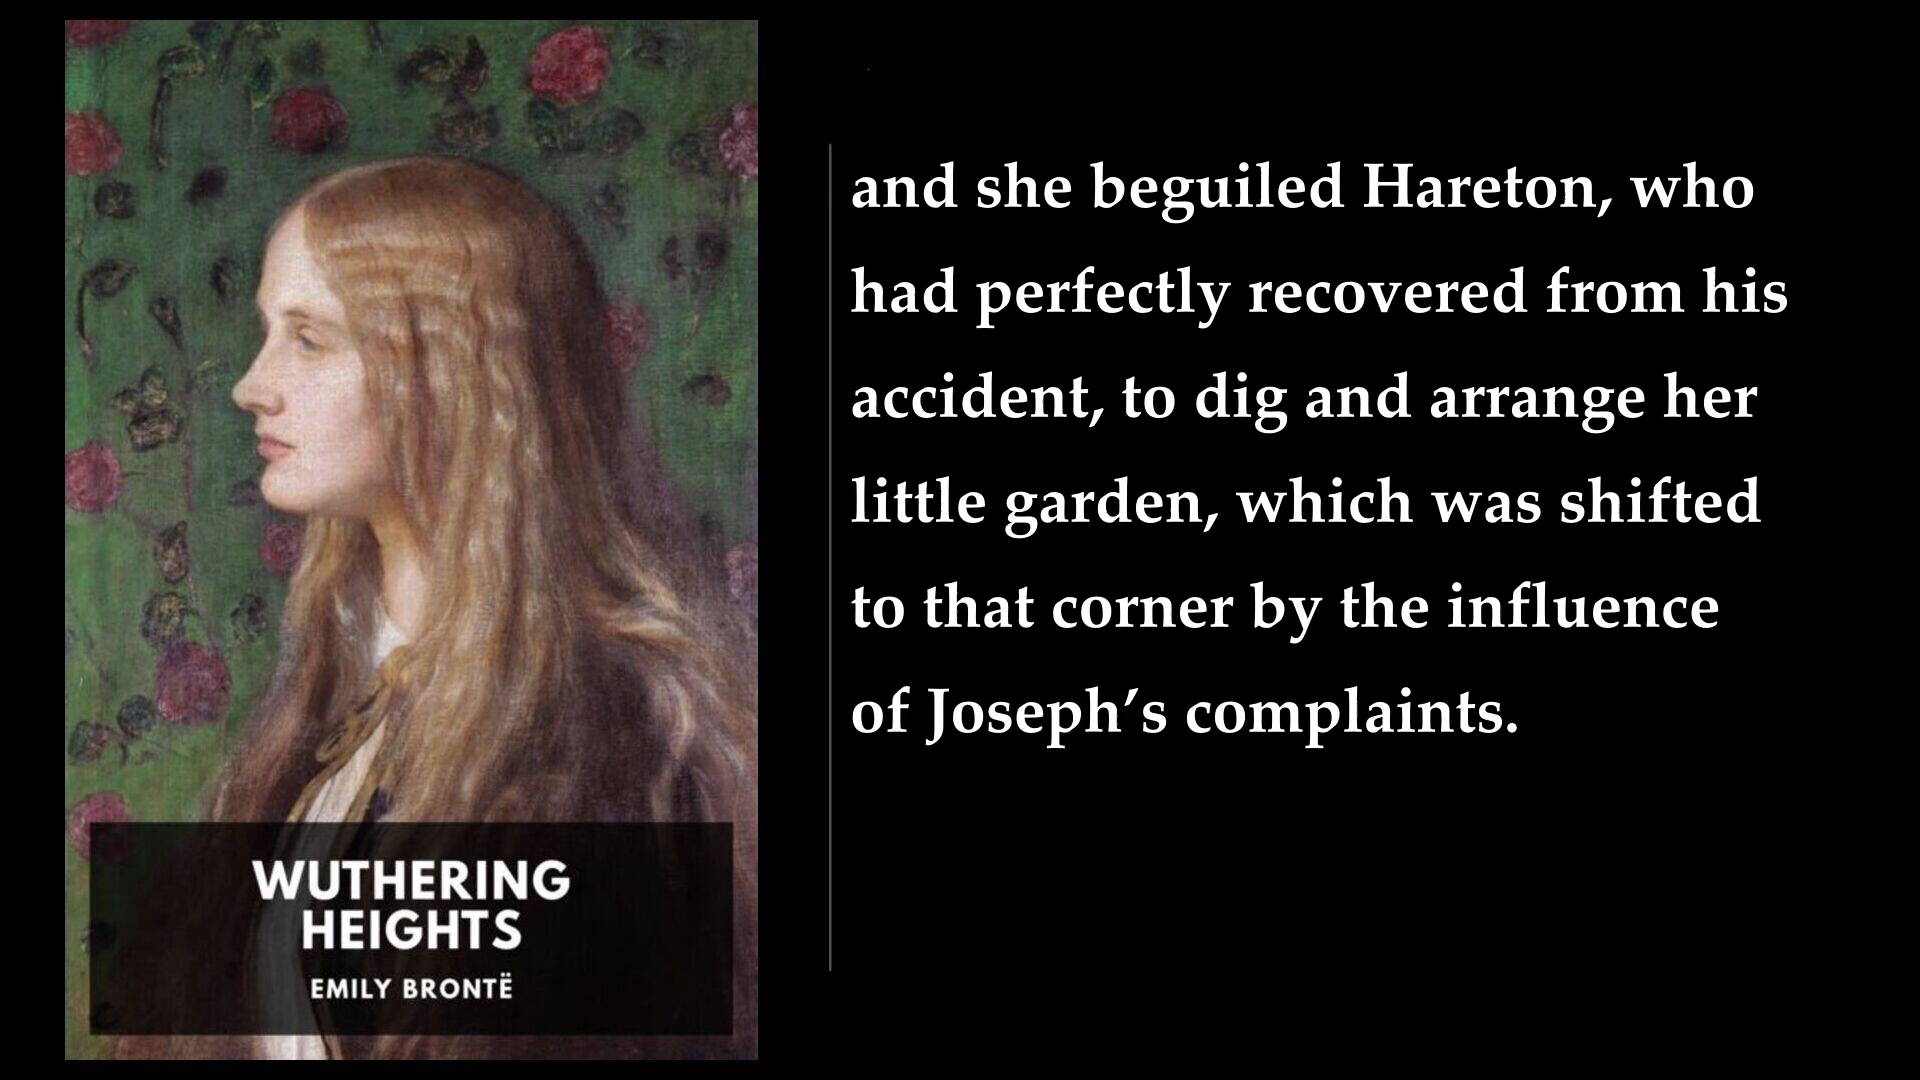 WUTHERING
HEIGHTS
EMILY BRONTË
and she beguiled Hareton, who
had perfectly recovered from his
accident, to dig and arrange her
little garden, which was shifted
to that corner by the influence
of Joseph’s complaints.